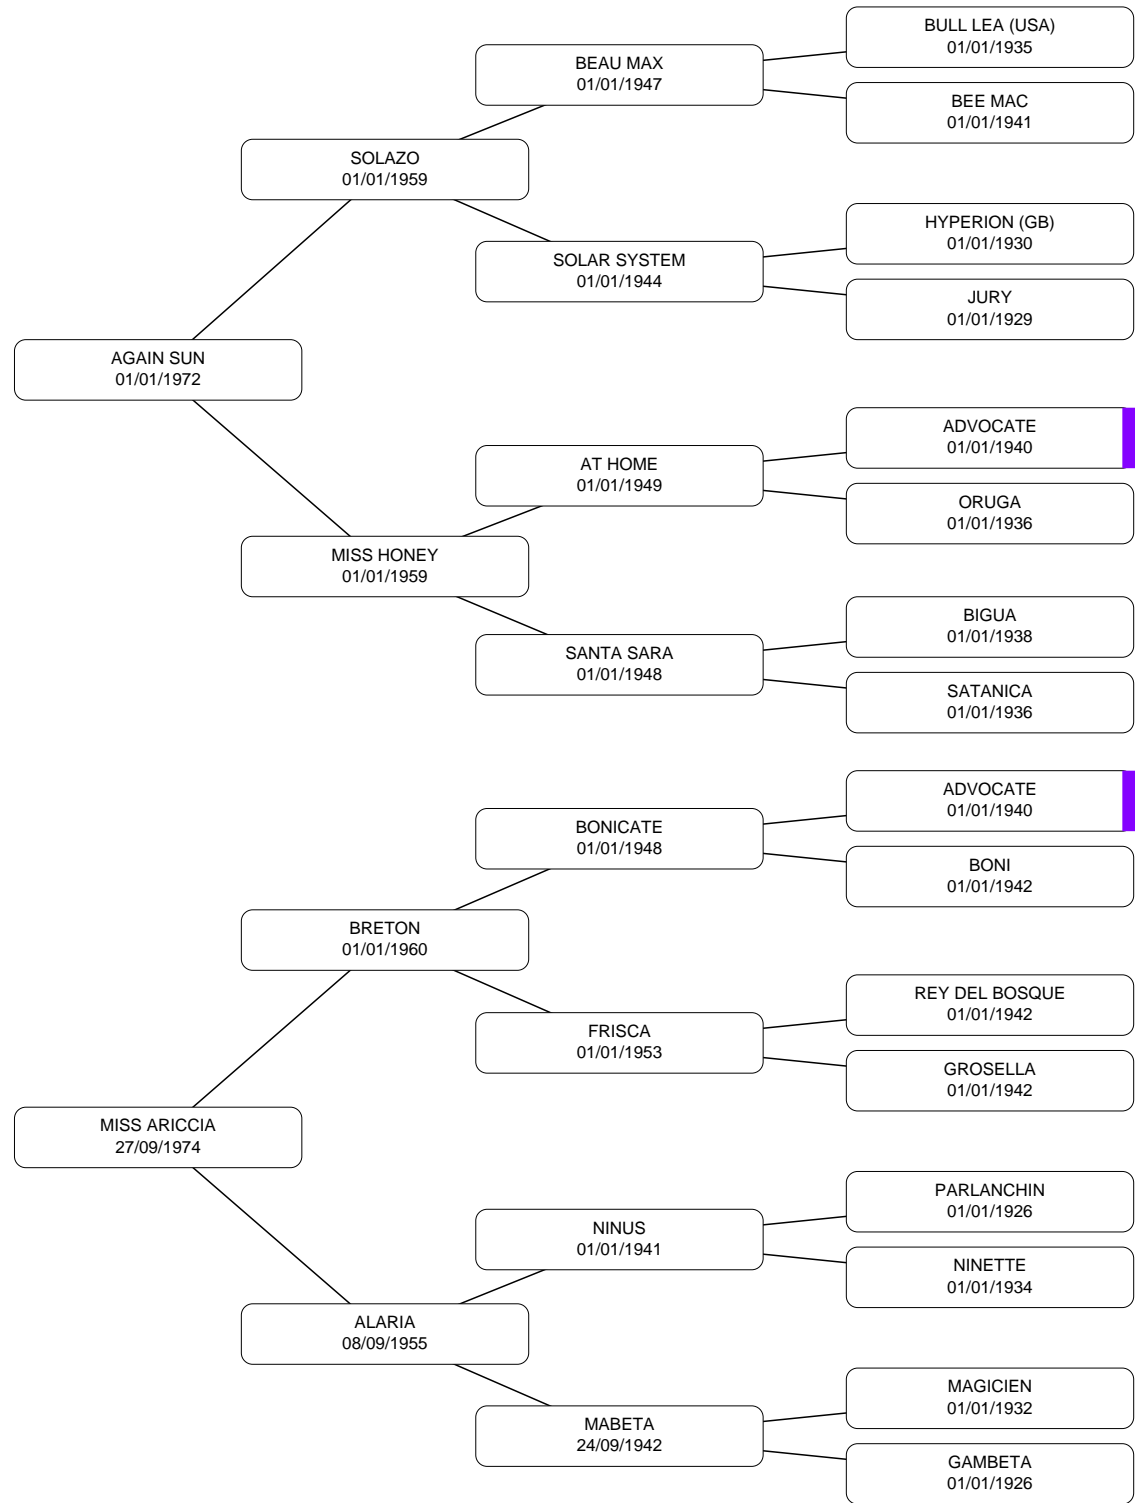 BULL LEA (USA)
01/01/1935
BEAU MAX
01/01/1947
BEE MAC
01/01/1941
SOLAZO
01/01/1959
HYPERION (GB)
01/01/1930
SOLAR SYSTEM
01/01/1944
JURY
01/01/1929
AGAIN SUN
01/01/1972
ADVOCATE
01/01/1940
AT HOME
01/01/1949
ORUGA
01/01/1936
MISS HONEY
01/01/1959
BIGUA
01/01/1938
SANTA SARA
01/01/1948
SATANICA
01/01/1936
ADVOCATE
01/01/1940
BONICATE
01/01/1948
BONI
01/01/1942
BRETON
01/01/1960
REY DEL BOSQUE
01/01/1942
FRISCA
01/01/1953
GROSELLA
01/01/1942
MISS ARICCIA
27/09/1974
PARLANCHIN
01/01/1926
NINUS
01/01/1941
NINETTE
01/01/1934
ALARIA
08/09/1955
MAGICIEN
01/01/1932
MABETA
24/09/1942
GAMBETA
01/01/1926